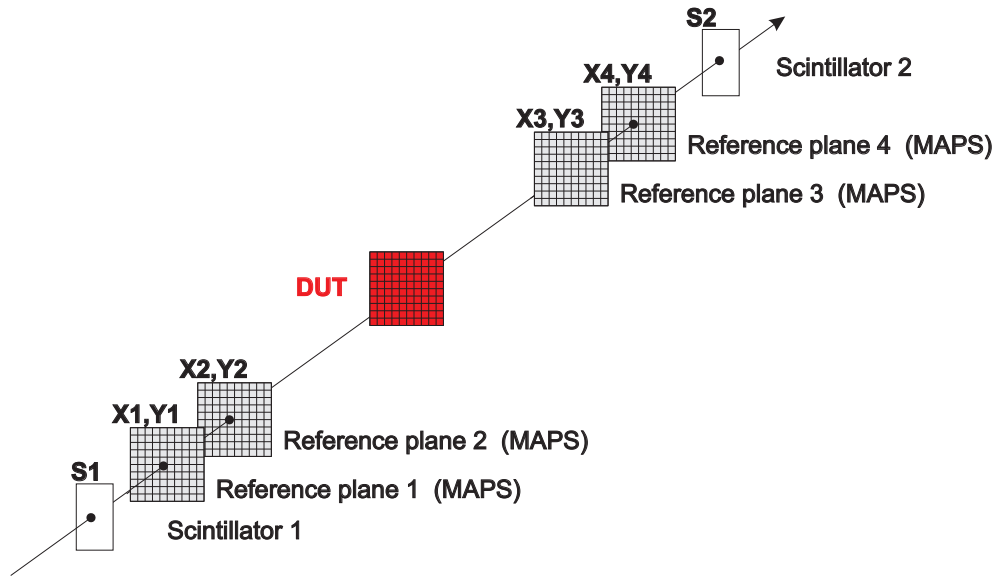 S2
Scintillator 2
X4,Y4
X3,Y3
Reference plane 4 (MAPS)
Reference plane 3 (MAPS)
DUT
X2,Y2
X1,Y1
Reference plane 2 (MAPS)
S1
Reference plane 1 (MAPS)
Scintillator 1